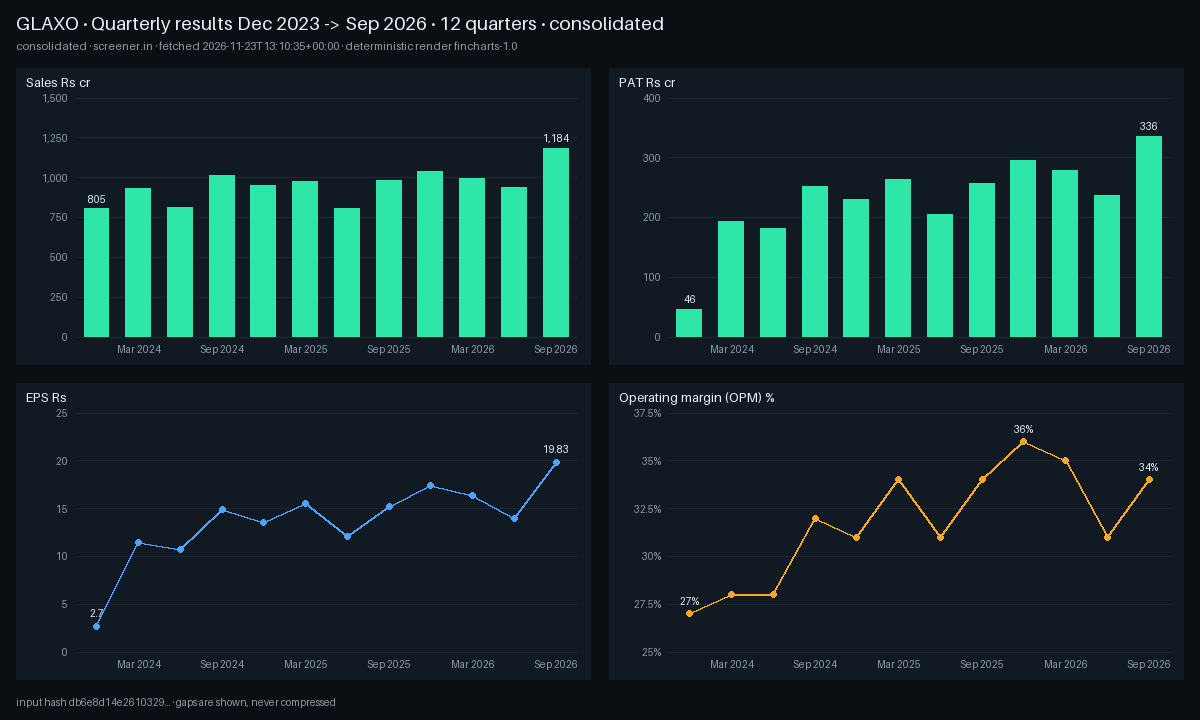 GLAXO · Quarterly results Dec 2023 -> Sep 2026 · 12 quarters · consolidated
consolidated · screener.in · fetched 2026-11-23T13:10:35+00:00 · deterministic render fincharts-1.0
Sales Rs cr
1,500
1,250
1,000
750
500
250
0
805
1,184
Mar 2024
Sep 2024
Mar 2025
Sep 2025
Mar 2026
Sep 2026
PAT Rs cr
400
300
200
100
0
46
336
Mar 2024
Sep 2024
Mar 2025
Sep 2025
Mar 2026
Sep 2026
EPS Rs
25
20
15
10
5
0
2.7
19.83
Mar 2024
Sep 2024
Mar 2025
Sep 2025
Mar 2026
Sep 2026
Operating margin (OPM) %
37.5%
35%
32.5%
30%
27.5%
25%
27%
36%
34%
Mar 2024
Sep 2024
Mar 2025
Sep 2025
Mar 2026
Sep 2026
input hash db6e8d14e2610329… · gaps are shown, never compressed